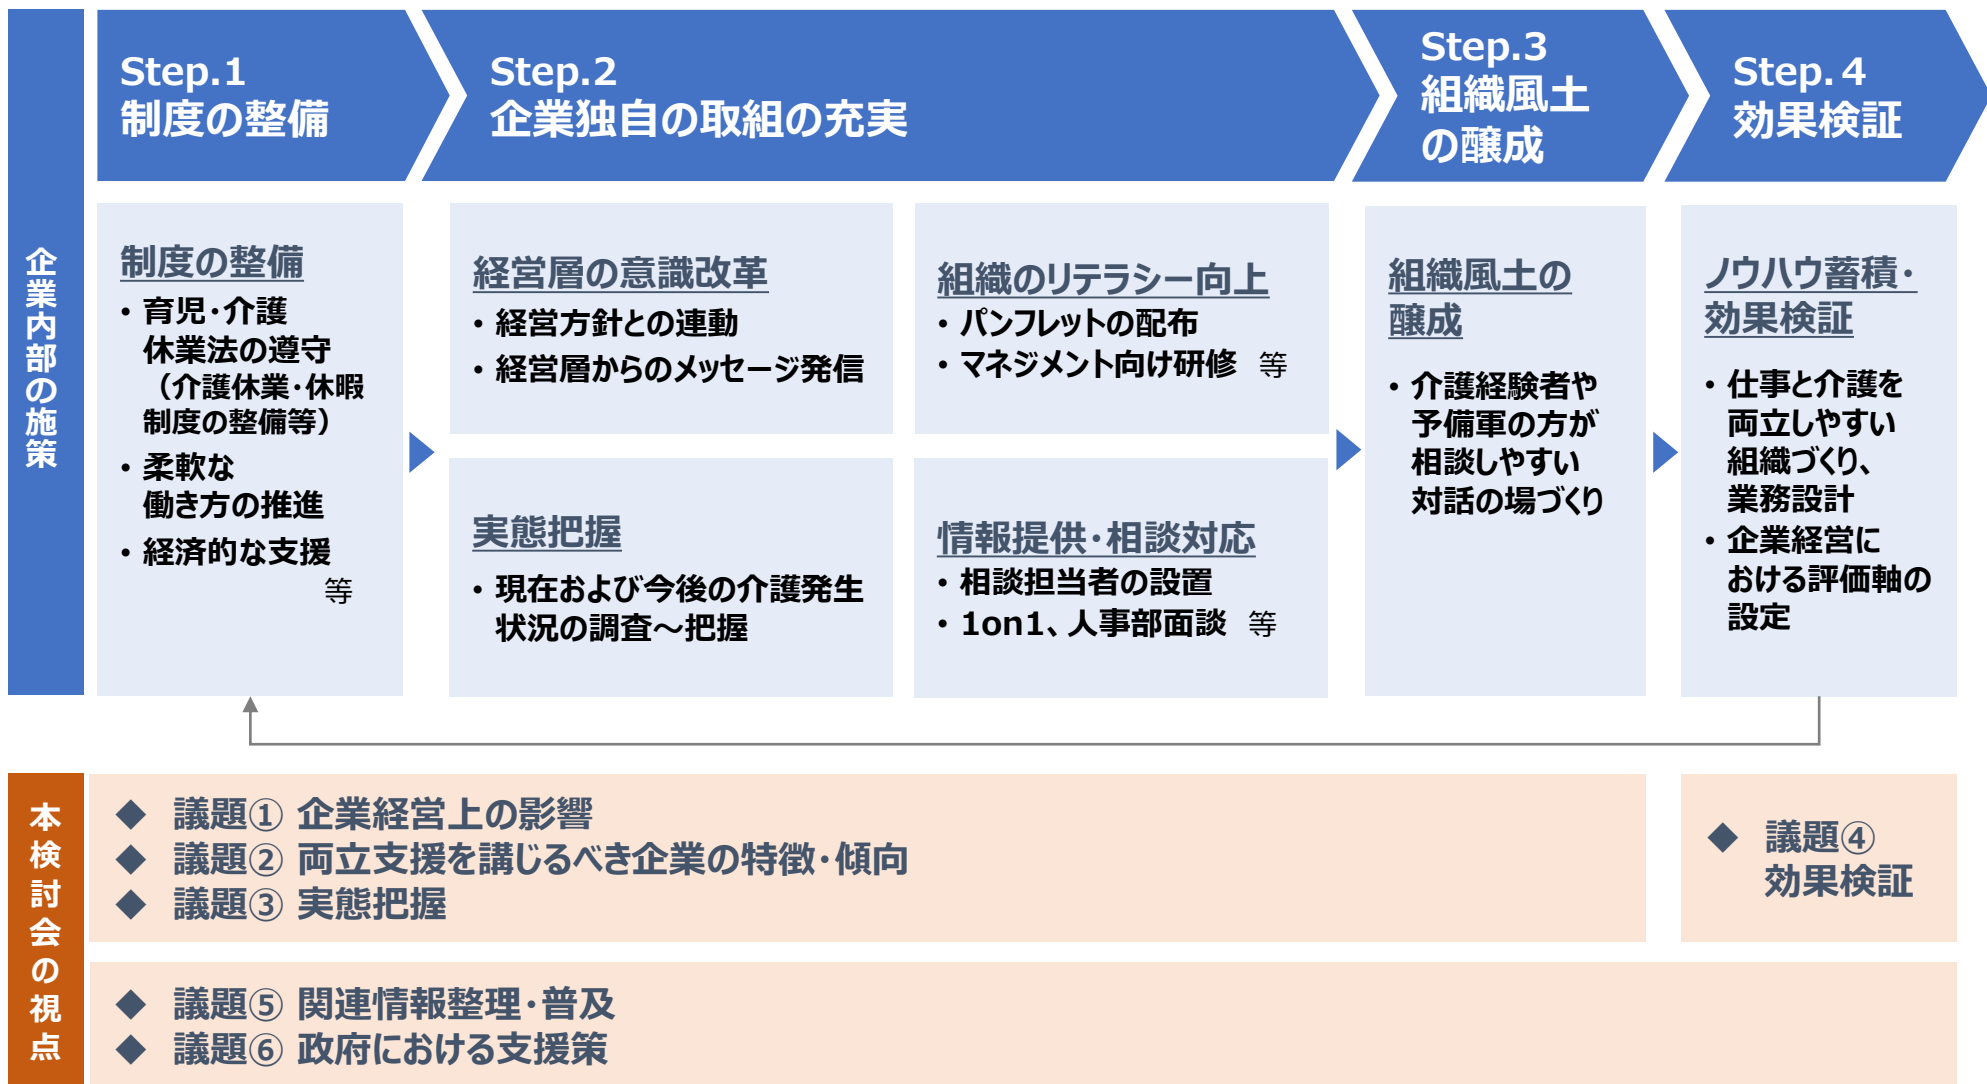 企業内部の施策
Step.1
制度の整備
Step.2
企業独自の取組の充実
Step.3
組織風土
の醸成
Step.４
効果検証
制度の整備
・育児・介護
休業法の遵守
（介護休業・休暇
制度の整備等）
・柔軟な
働き方の推進
・経済的な支援
等
経営層の意識改革
・経営方針との連動
・経営層からのメッセージ発信
組織のリテラシー向上
・パンフレットの配布
・マネジメント向け研修 等
実態把握
・現在および今後の介護発生
状況の調査～把握
情報提供・相談対応
・相談担当者の設置
・1on1、人事部面談 等
組織風土の
醸成
・介護経験者や
予備軍の方が
相談しやすい
対話の場づくり
ノウハウ蓄積・
効果検証
・仕事と介護を
両立しやすい
組織づくり、
業務設計
・企業経営に
おける評価軸の
設定
本検討会の視点
◆ 議題① 企業経営上の影響
◆ 議題② 両立支援を講じるべき企業の特徴・傾向
◆ 議題③ 実態把握
◆ 議題④
効果検証
◆ 議題⑤ 関連情報整理・普及
◆ 議題⑥ 政府における支援策